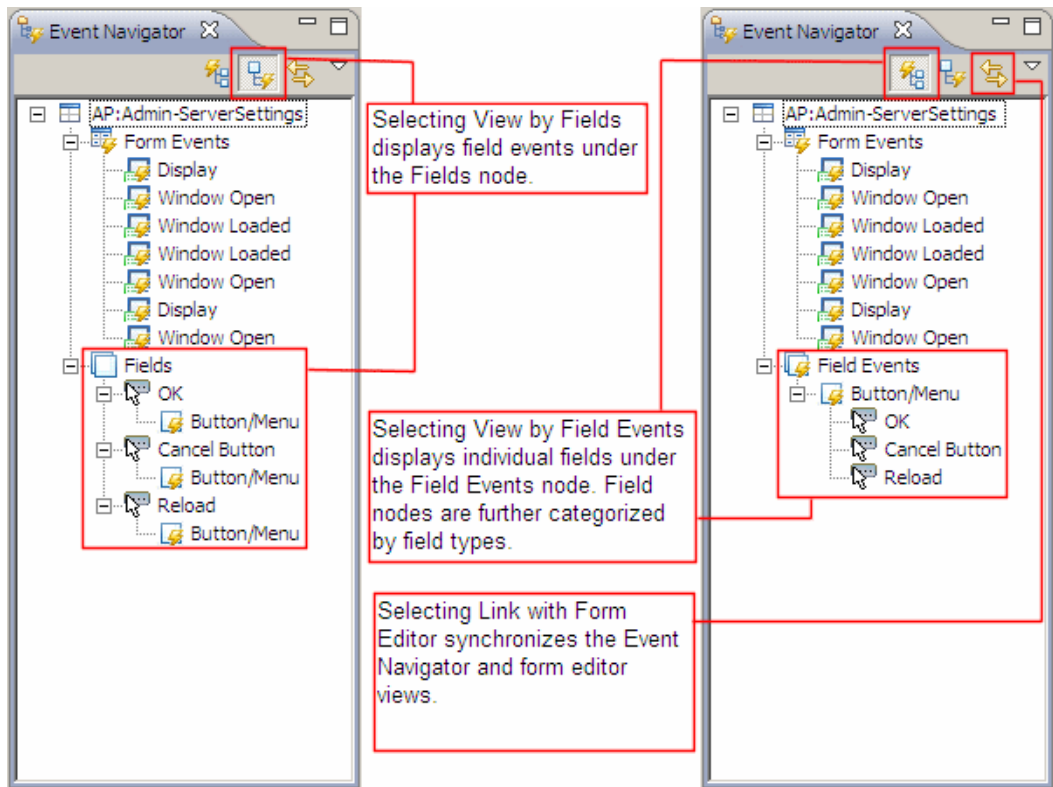 Event Navigator
AP:Admin-ServerSettings
Form Events
Display
Window Open
Window Loaded
Window Loaded
Window Open
Display
Window Open
Fields
OK
Button/Menu
Cancel Button
Button/Menu
Reload
Button/Menu
Selecting View by Fields
displays field events under
the Fields node.
Selecting View by Field Events
displays individual fields under
the Field Events node. Field
nodes are further categorized
by field types.
Selecting Link with Form
Editor synchronizes the Event
Navigator and form editor
views.
Event Navigator
AP:Admin-ServerSettings
Form Events
Display
Window Open
Window Loaded
Window Loaded
Window Open
Display
Window Open
Field Events
Button/Menu
OK
Cancel Button
Reload